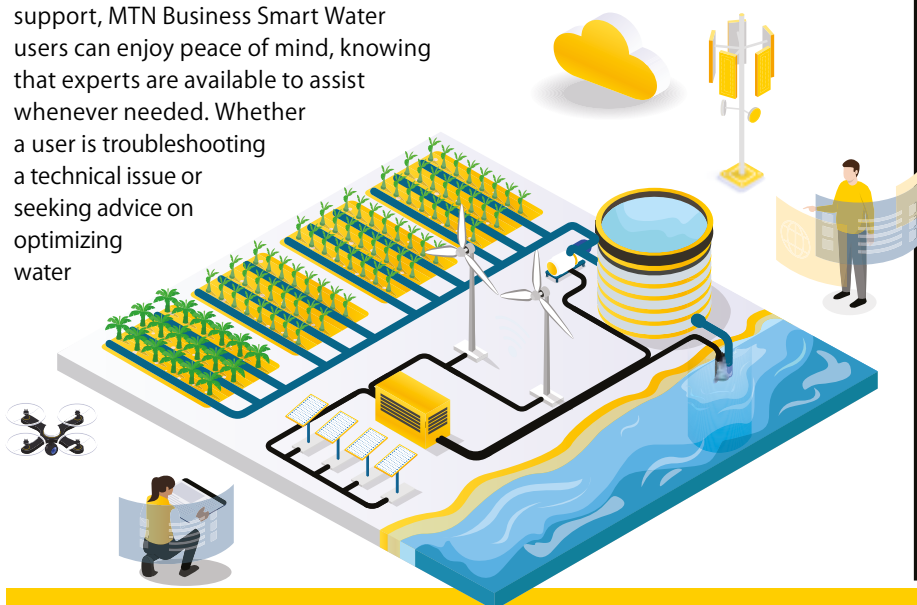 support, MTN Business Smart Water
users can enjoy peace of mind, knowing
that experts are available to assist
whenever needed. Whether
a user is troubleshooting
a technical issue or
seeking advice on
optimizing
water